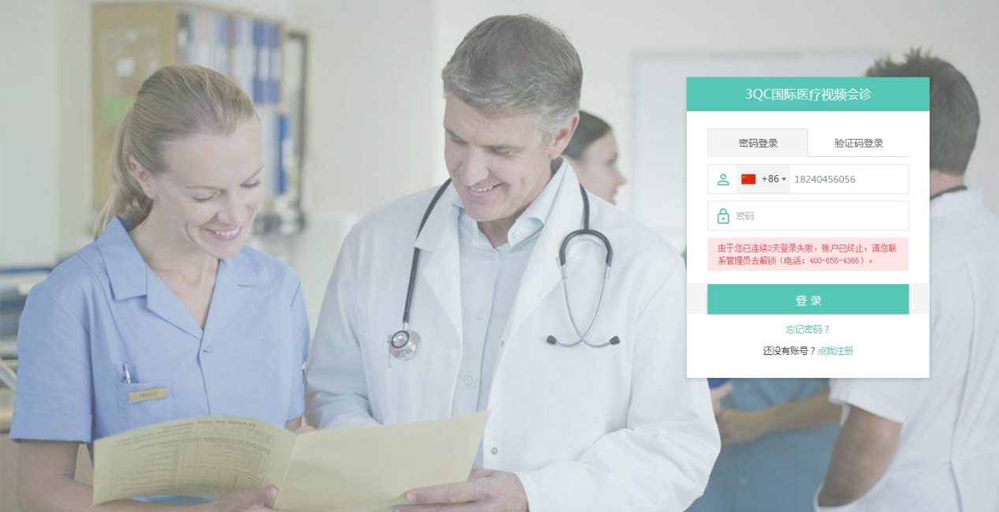 3QC国际医疗视频会诊
密码登录
验证码登录
+86
18240456056
密码
由于您已连续3天登录失败，账户已终止，请您联
系管理员去解锁（电话：400-656-4366）。
登 录
忘记密码？
还没有账号？点我注册